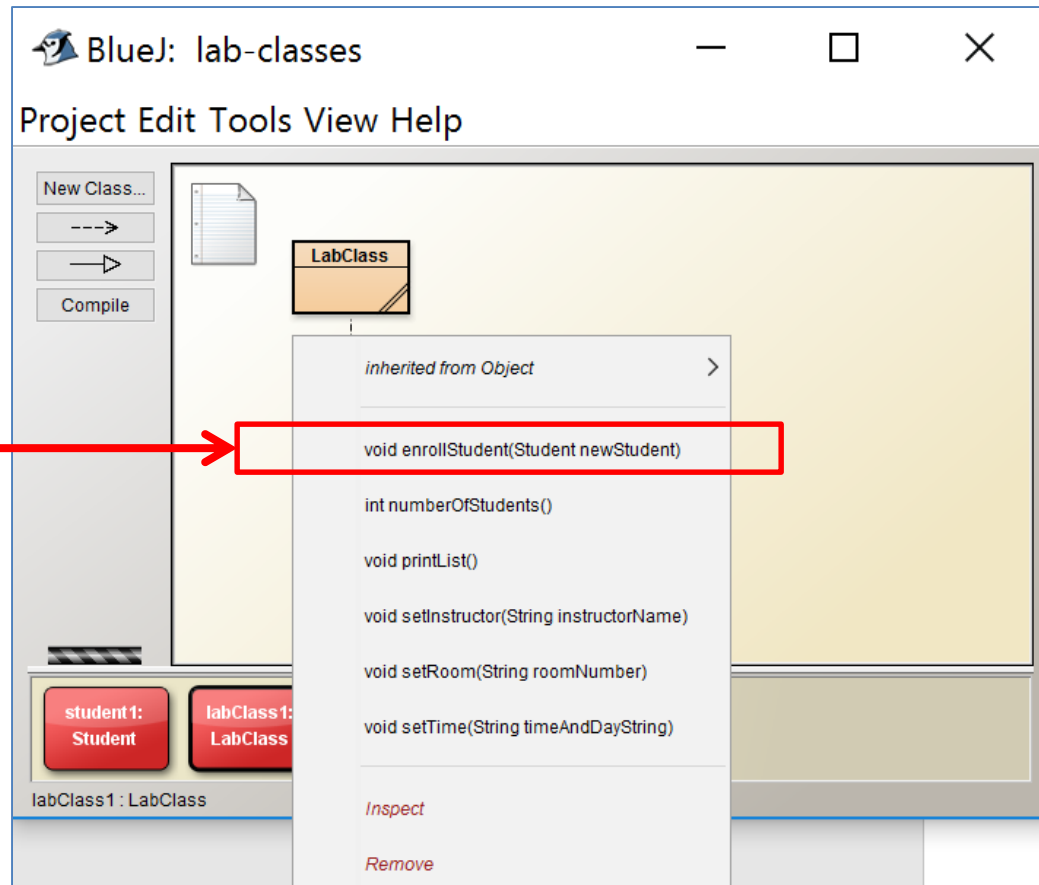 BlueJ: lab-classes
Project Edit Tools View Help
New Class...
Compile
LabClass
inherited from Object
void enrollStudent(Student newStudent)
int numberOfStudents()
void printList()
void setInstructor(String instructorName)
void setRoom(String roomNumber)
void setTime(String timeAndDayString)
Inspect
Remove
student1:
Student
labClass1:
LabClass
labClass1 : LabClass